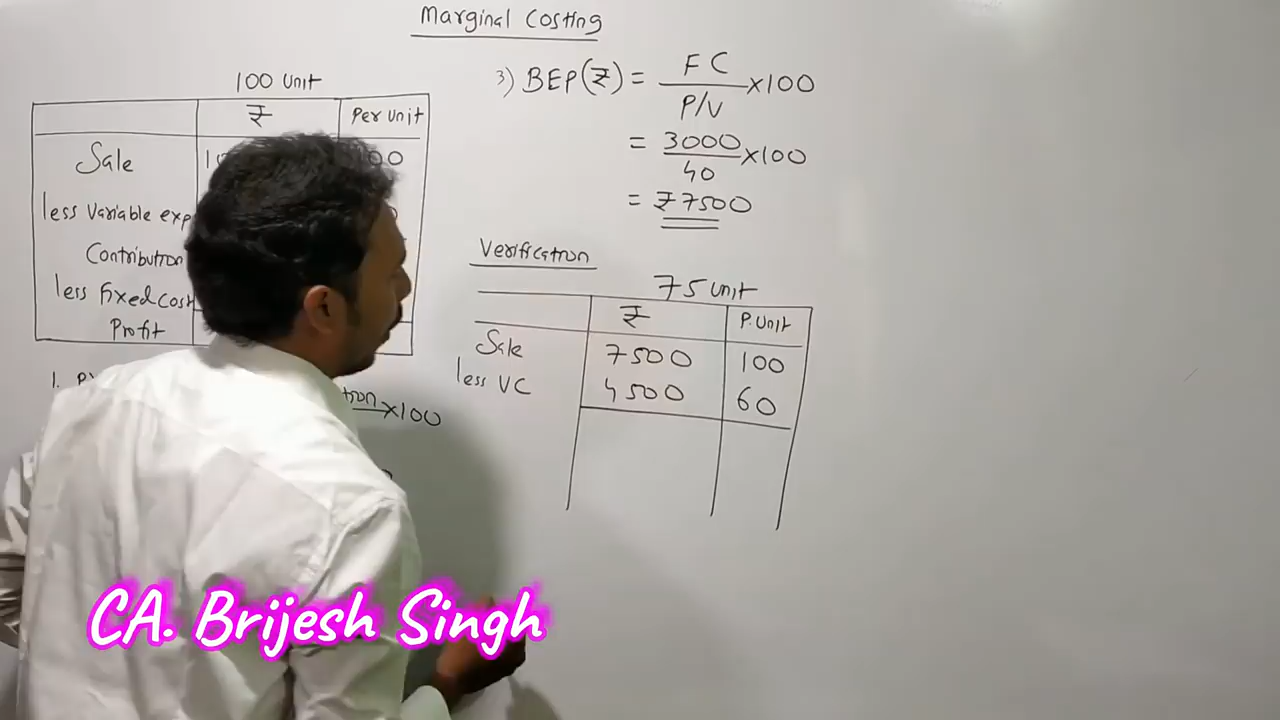 Marginal Costing
100 Unit
₹ Per Unit
Sale
less Variable exp
Contribution
less fixed cost
Profit
1.
×100
3) BEP(₹) = FC/P/V ×100
= 3000/40 ×100
= ₹7500
Verification
75 Unit
₹ P.Unit
Sale 7500 100
less VC 4500 60
CA. Brijesh Singh